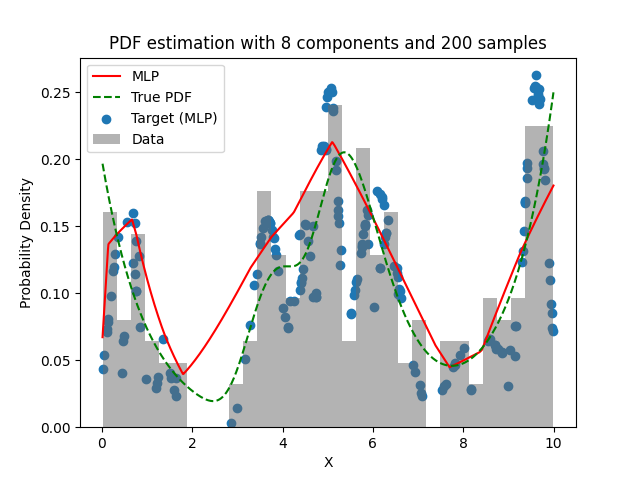 PDF estimation with 8 components and 200 samples
MLP
True PDF
Target (MLP)
Data
Probability Density
0.25
0.20
0.15
0.10
0.05
0.00
0 2 4 6 8 10
X